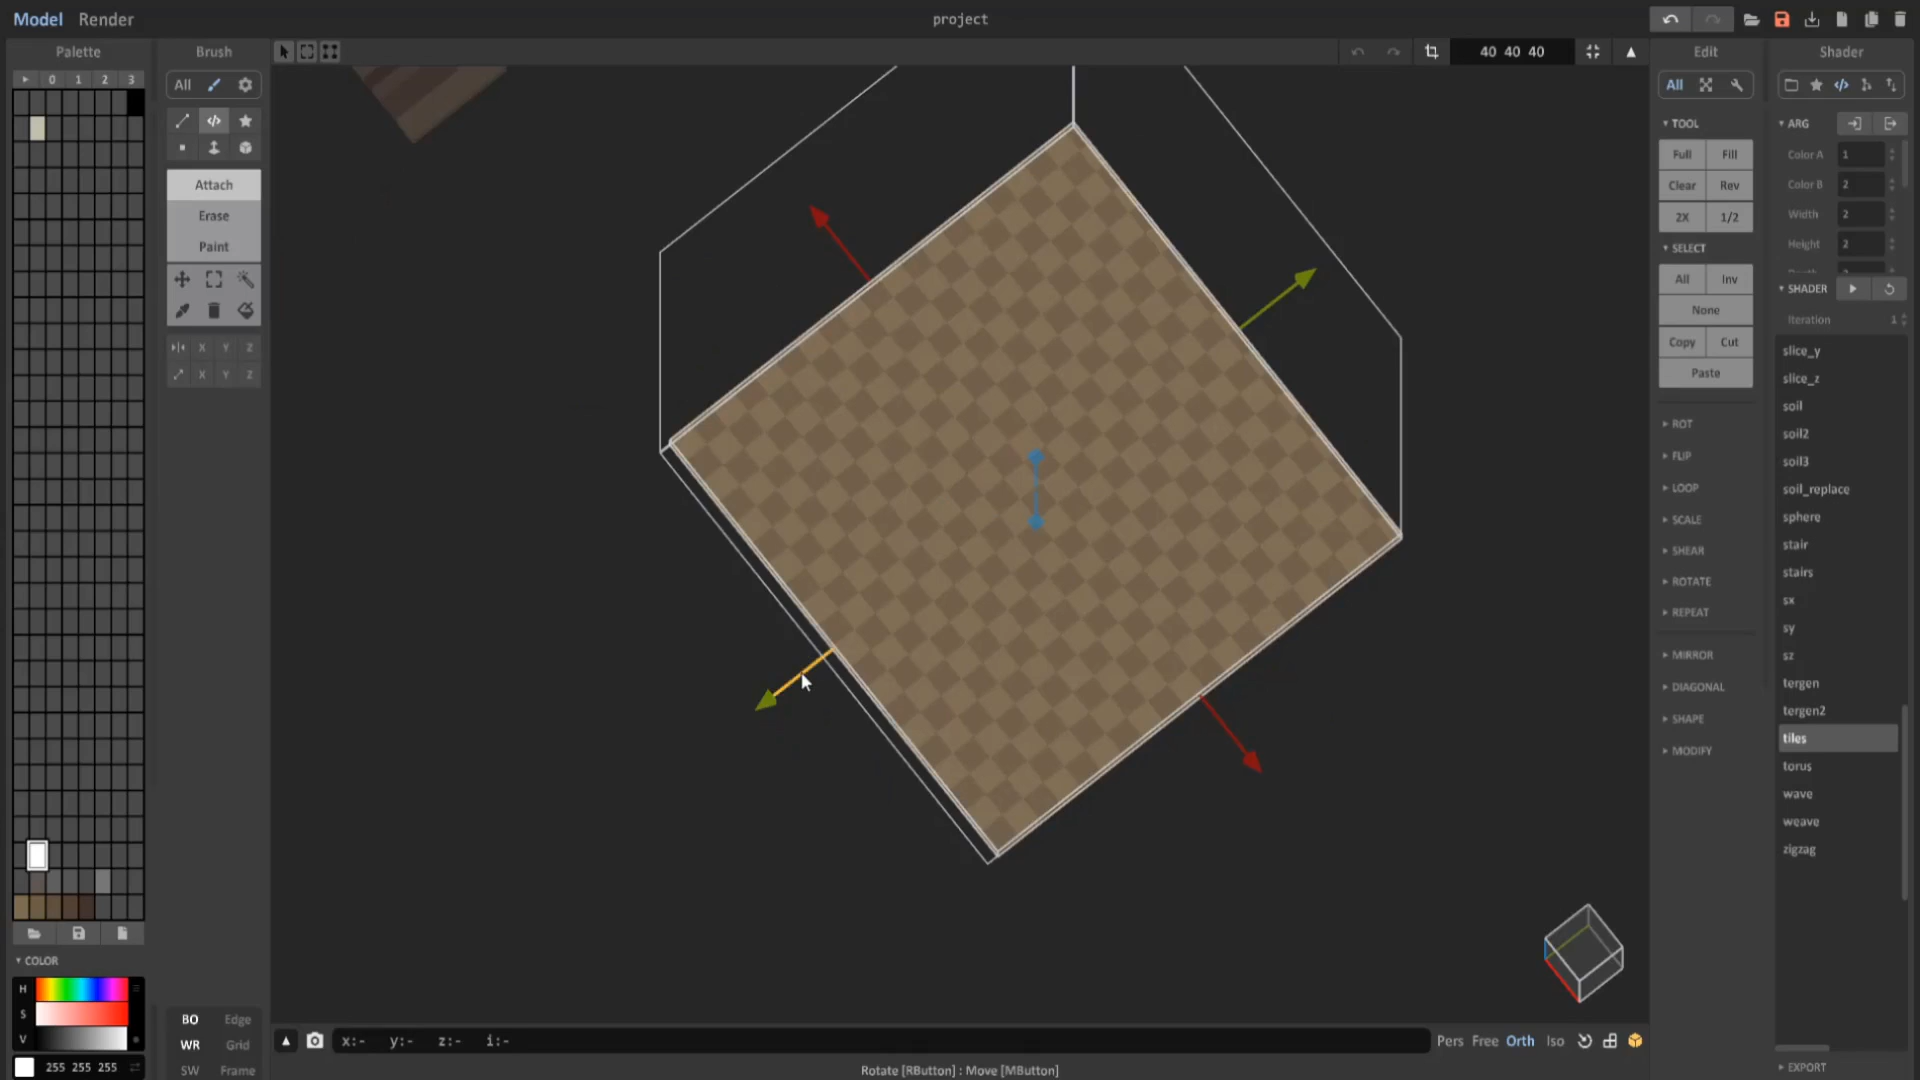 Model Render
project
Palette
Brush
Edit
Shader
0 1 2 3
All
40 40 40
All
TOOL
Full Fill
Clear Rev
2X 1/2
SELECT
All Inv
None
Copy Cut
Paste
ROT
FLIP
LOOP
SCALE
SHEAR
ROTATE
REPEAT
MIRROR
DIAGONAL
SHAPE
MODIFY
Attach
Erase
Paint
X Y Z
X Y Z
ARG
Color A 1
Color B 2
Width 2
Height 2
SHADER
Iteration 1
slice_y
slice_z
soil
soil2
soil3
soil_replace
sphere
stair
stairs
sx
sy
sz
tergen
tergen2
tiles
torus
wave
weave
zigzag
EXPORT
COLOR
H
S
V
255 255 255
BO Edge
WR Grid
SW Frame
x:- y:- z:- i:-
Pers Free Orth Iso
Rotate [RButton] : Move [MButton]